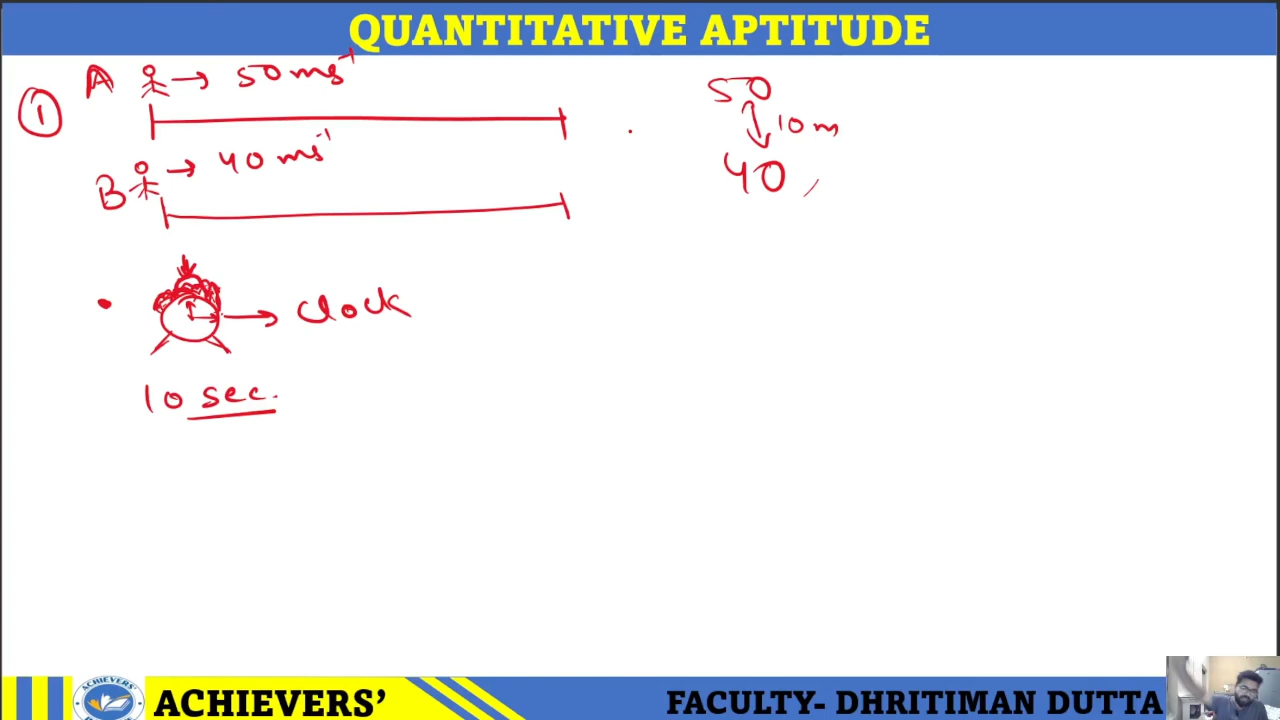 QUANTITATIVE APTITUDE
① A → 50 ms⁻¹
B → 40 ms⁻¹
50
10 m
40
→ Clock
10 sec.
ACHIEVERS
ACHIEVERS’
FACULTY- DHRITIMAN DUTTA